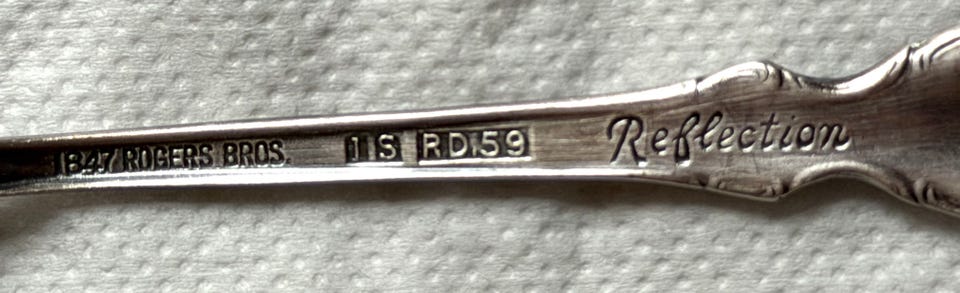 1847 ROGERS BROS. IS RD.59 Reflection